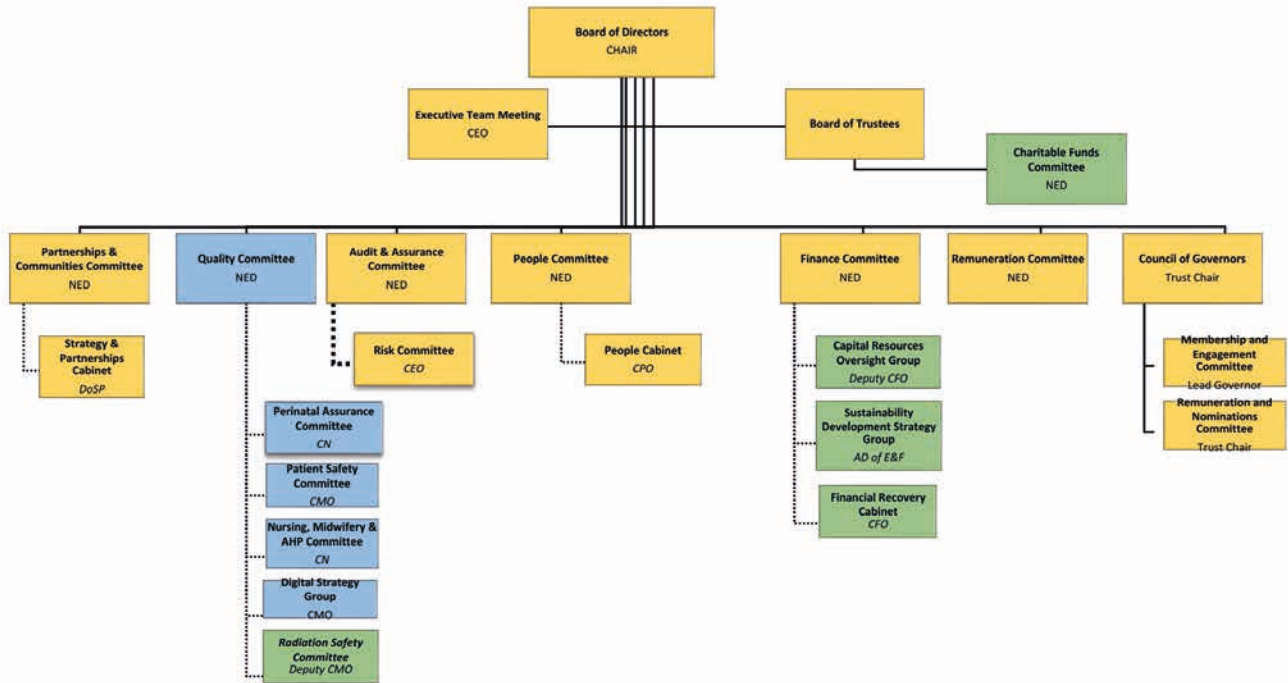 Board of Directors
CHAIR
Executive Team Meeting
CEO
Board of Trustees
Charitable Funds
Committee
NED
Partnerships &
Communities Committee
NED
Quality Committee
NED
Audit & Assurance
Committee
NED
People Committee
NED
Finance Committee
NED
Remuneration Committee
NED
Council of Governors
Trust Chair
Strategy &
Partnerships
Cabinet
DoSP
Risk Committee
CEO
People Cabinet
CPO
Capital Resources
Oversight Group
Deputy CFO
Membership and
Engagement
Committee
Lead Governor
Perinatal Assurance
Committee
CN
Sustainability
Development Strategy
Group
AD of E&F
Remuneration and
Nominations
Committee
Trust Chair
Patient Safety
Committee
CMO
Financial Recovery
Cabinet
CFO
Nursing, Midwifery &
AHP Committee
CN
Digital Strategy
Group
CMO
Radiation Safety
Committee
Deputy CMO